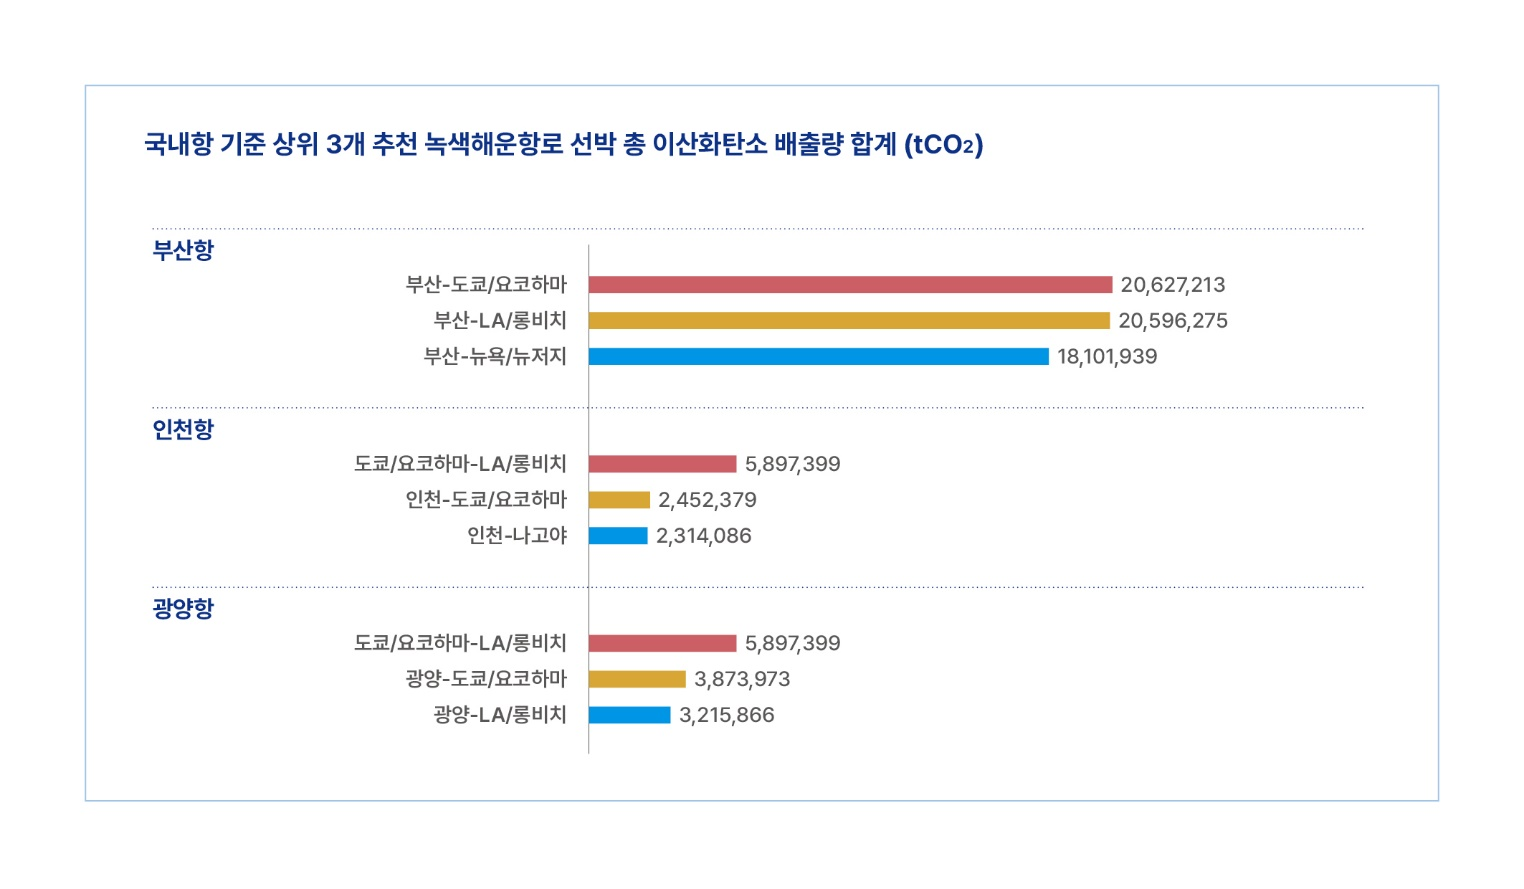 국내항 기준 상위 3개 추천 녹색해운항로 선박 총 이산화탄소 배출량 합계 (tCO₂)
부산항
부산-도쿄/요코하마 20,627,213
부산-LA/롱비치 20,596,275
부산-뉴욕/뉴저지 18,101,939
인천항
도쿄/요코하마-LA/롱비치 5,897,399
인천-도쿄/요코하마 2,452,379
인천-나고야 2,314,086
광양항
도쿄/요코하마-LA/롱비치 5,897,399
광양-도쿄/요코하마 3,873,973
광양-LA/롱비치 3,215,866